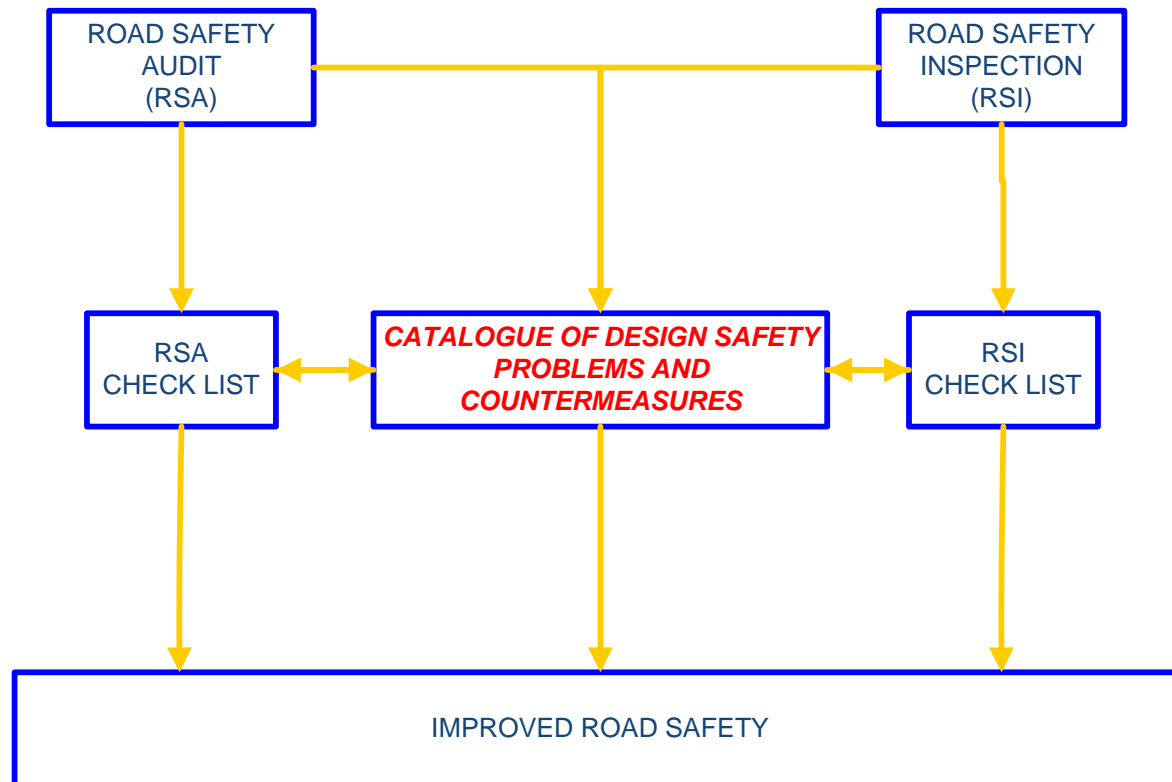 ROAD SAFETY
AUDIT
(RSA)
ROAD SAFETY
INSPECTION
(RSI)
RSA
CHECK LIST
CATALOGUE OF DESIGN SAFETY
PROBLEMS AND
COUNTERMEASURES
RSI
CHECK LIST
IMPROVED ROAD SAFETY